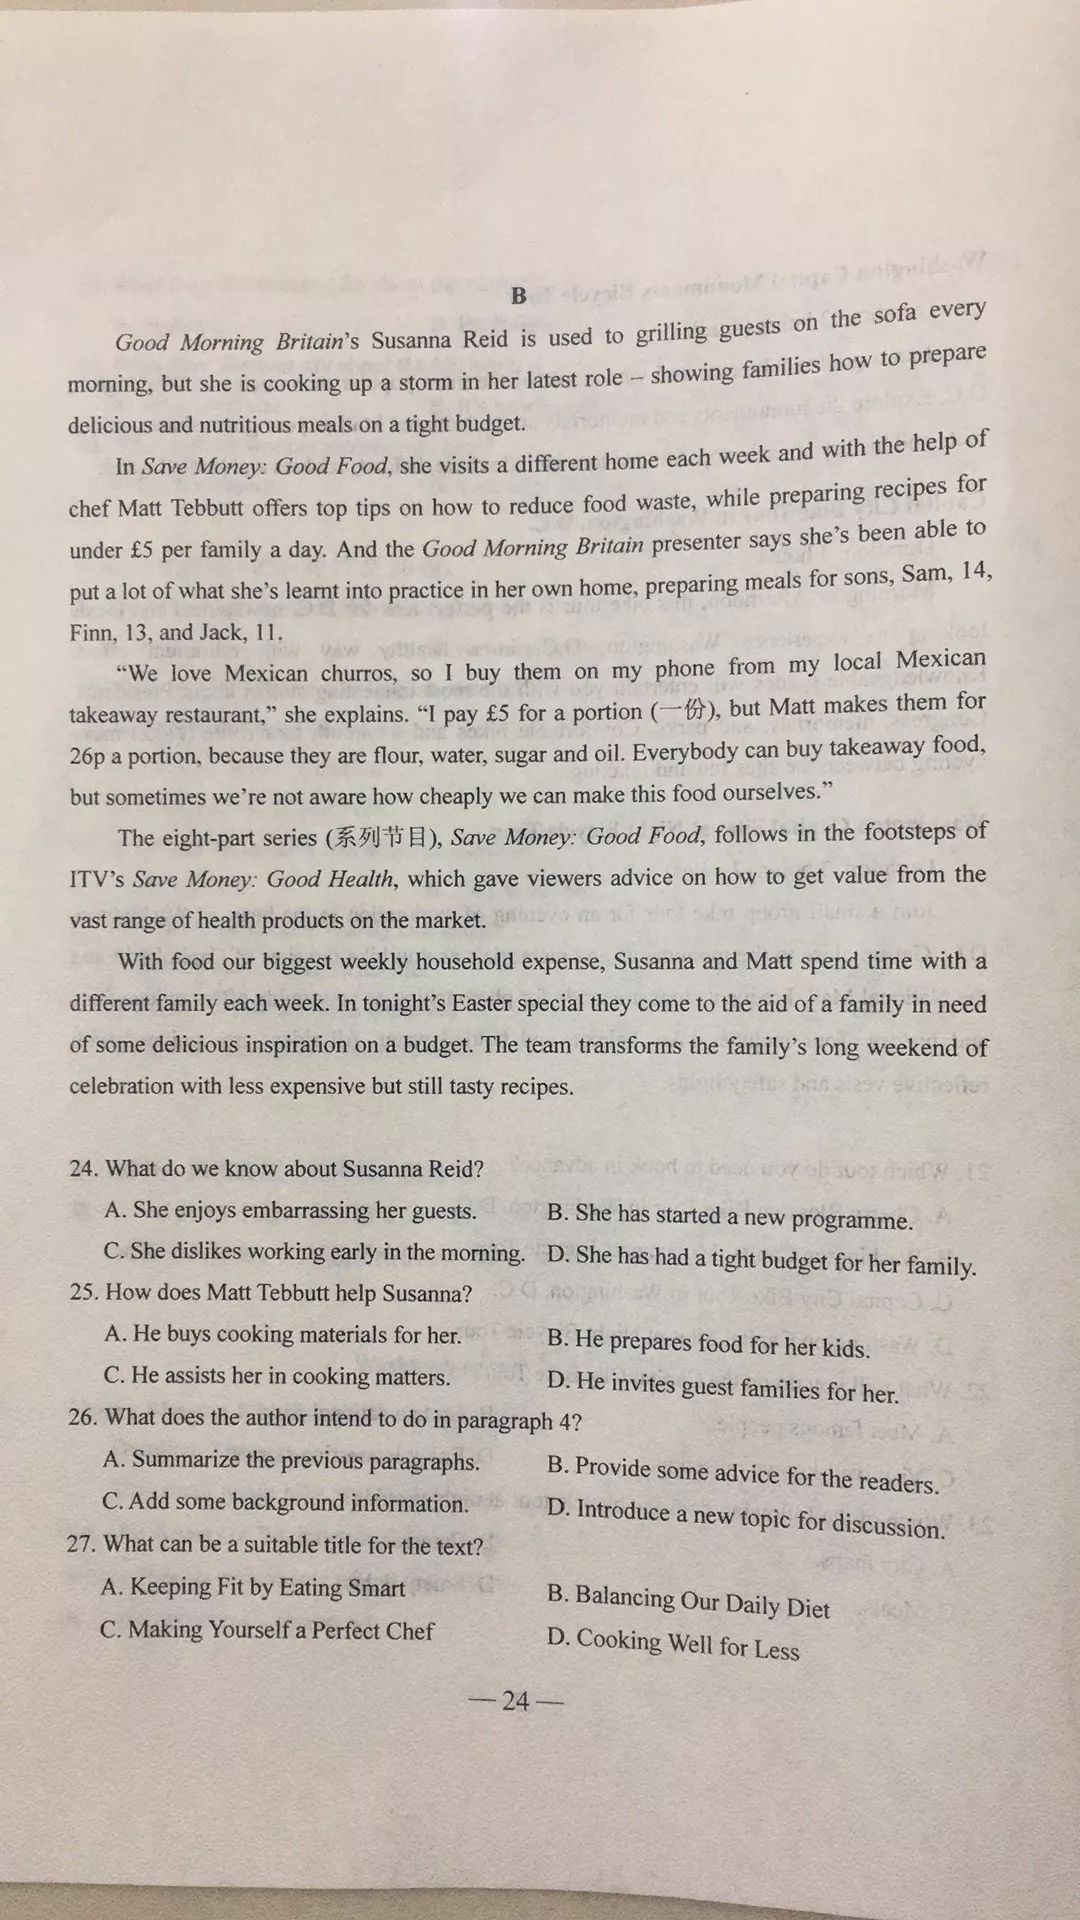 B
Good Morning Britain's Susanna Reid is used to grilling guests on the sofa every
morning, but she is cooking up a storm in her latest role – showing families how to prepare
delicious and nutritious meals on a tight budget.
In Save Money: Good Food, she visits a different home each week and with the help of
chef Matt Tebbutt offers top tips on how to reduce food waste, while preparing recipes for
under £5 per family a day. And the Good Morning Britain presenter says she's been able to
put a lot of what she's learnt into practice in her own home, preparing meals for sons, Sam, 14,
Finn, 13, and Jack, 11.
“We love Mexican churros, so I buy them on my phone from my local Mexican
takeaway restaurant,” she explains. “I pay £5 for a portion (一份), but Matt makes them for
26p a portion, because they are flour, water, sugar and oil. Everybody can buy takeaway food,
but sometimes we're not aware how cheaply we can make this food ourselves.”
The eight-part series (系列节目), Save Money: Good Food, follows in the footsteps of
ITV's Save Money: Good Health, which gave viewers advice on how to get value from the
vast range of health products on the market.
With food our biggest weekly household expense, Susanna and Matt spend time with a
different family each week. In tonight's Easter special they come to the aid of a family in need
of some delicious inspiration on a budget. The team transforms the family's long weekend of
celebration with less expensive but still tasty recipes.
24. What do we know about Susanna Reid?
A. She enjoys embarrassing her guests. B. She has started a new programme.
C. She dislikes working early in the morning. D. She has had a tight budget for her family.
25. How does Matt Tebbutt help Susanna?
A. He buys cooking materials for her. B. He prepares food for her kids.
C. He assists her in cooking matters. D. He invites guest families for her.
26. What does the author intend to do in paragraph 4?
A. Summarize the previous paragraphs. B. Provide some advice for the readers.
C. Add some background information. D. Introduce a new topic for discussion.
27. What can be a suitable title for the text?
A. Keeping Fit by Eating Smart B. Balancing Our Daily Diet
C. Making Yourself a Perfect Chef D. Cooking Well for Less
— 24 —